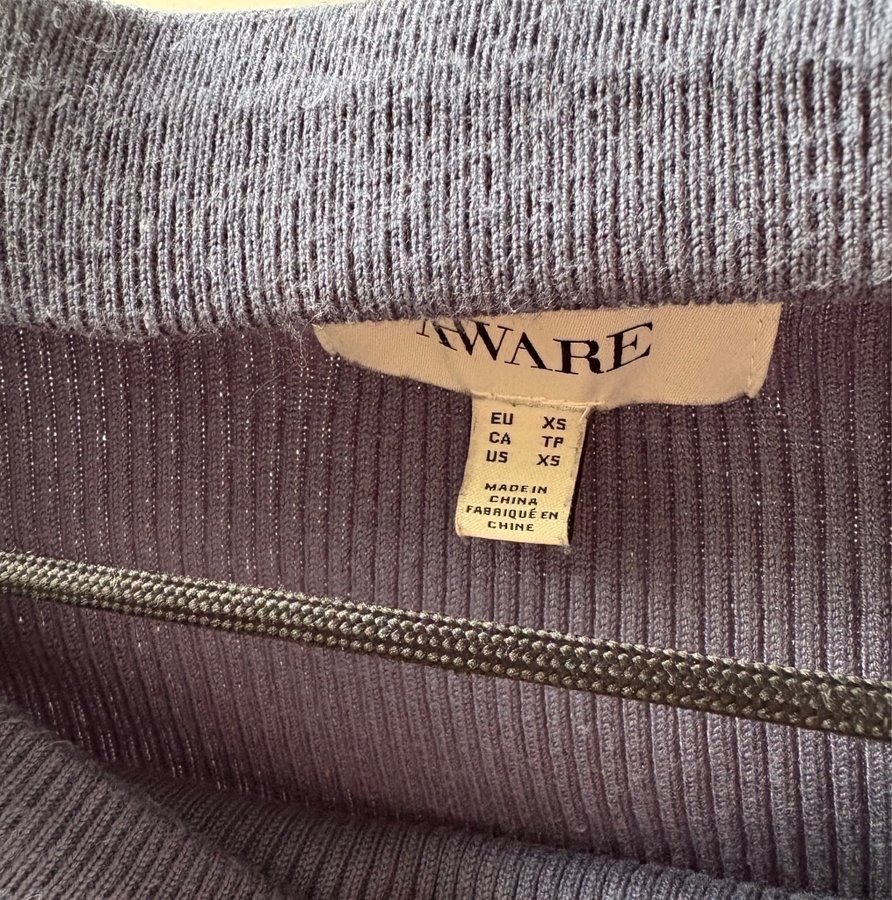 AWARE
EU XS
CA TP
US XS
MADE IN
CHINA
FABRIQUÉ EN
CHINE